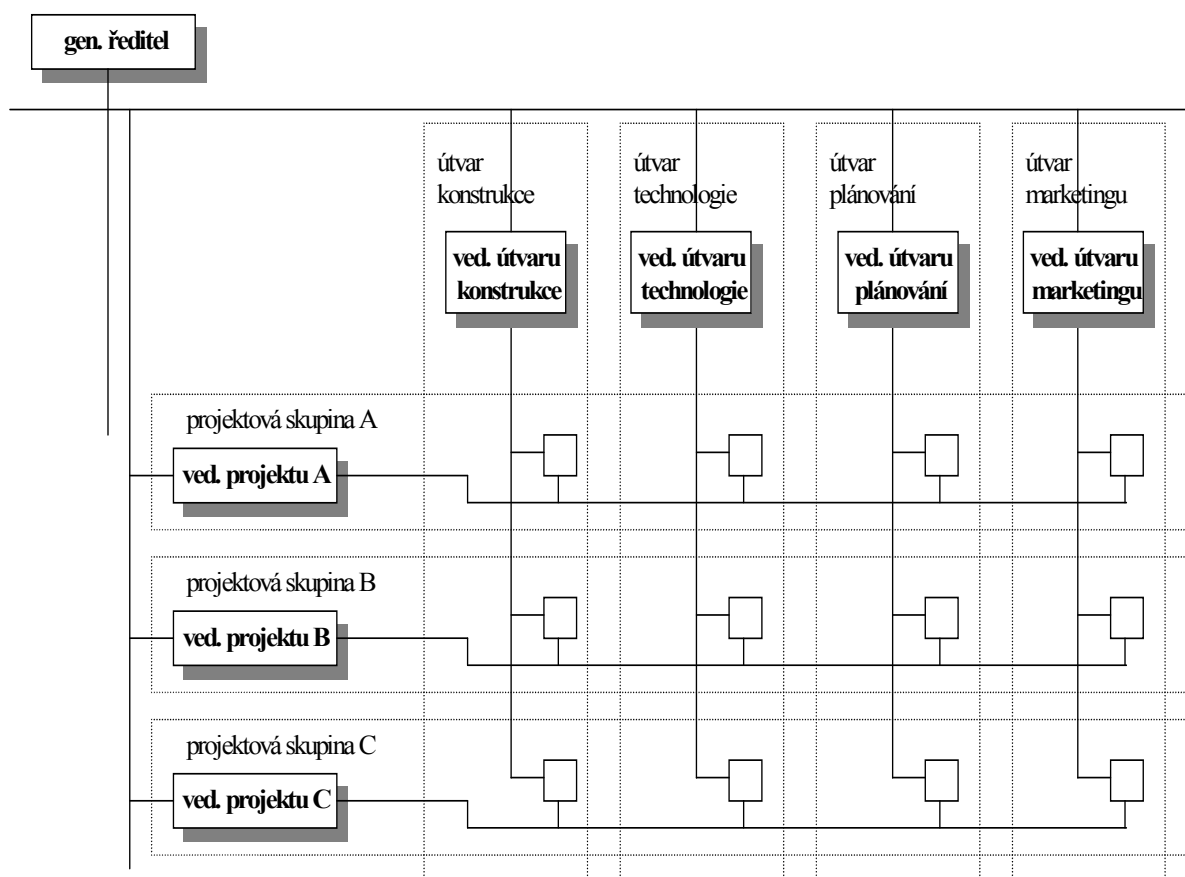 gen. ředitel
útvar
konstrukce
útvar
technologie
útvar
plánování
útvar
marketingu
ved. útvaru
konstrukce
ved. útvaru
technologie
ved. útvaru
plánování
ved. útvaru
marketingu
projektová skupina A
ved. projektu A
projektová skupina B
ved. projektu B
projektová skupina C
ved. projektu C